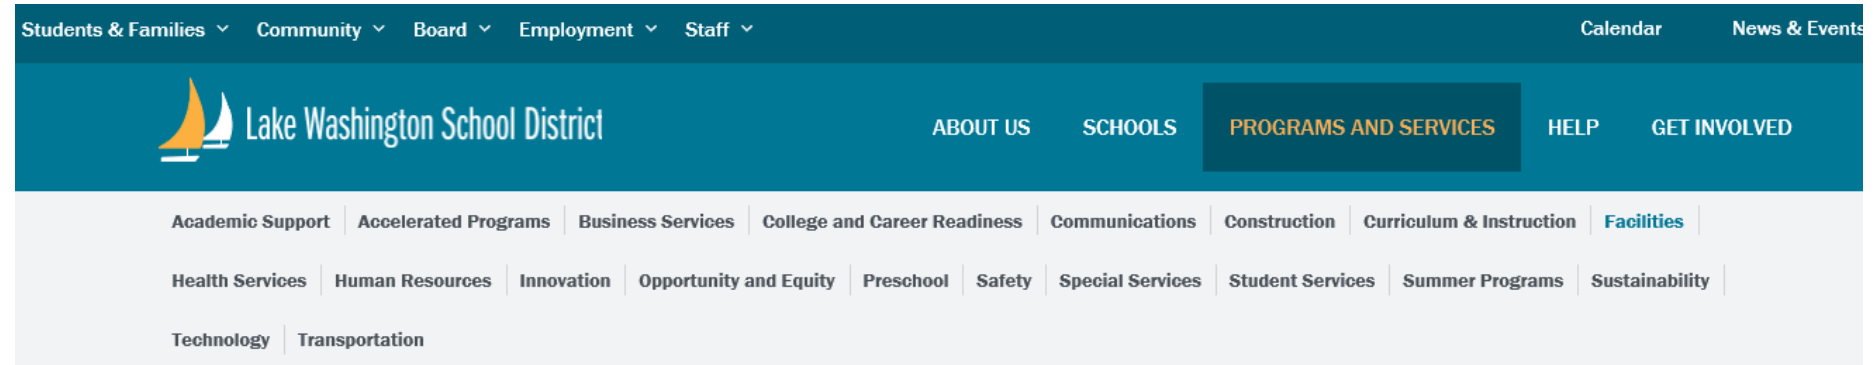 Students & Families Community Board Employment Staff Calendar News & Events
Lake Washington School District ABOUT US SCHOOLS PROGRAMS AND SERVICES HELP GET INVOLVED
Academic Support Accelerated Programs Business Services College and Career Readiness Communications Construction Curriculum & Instruction Facilities
Health Services Human Resources Innovation Opportunity and Equity Preschool Safety Special Services Student Services Summer Programs Sustainability
Technology Transportation